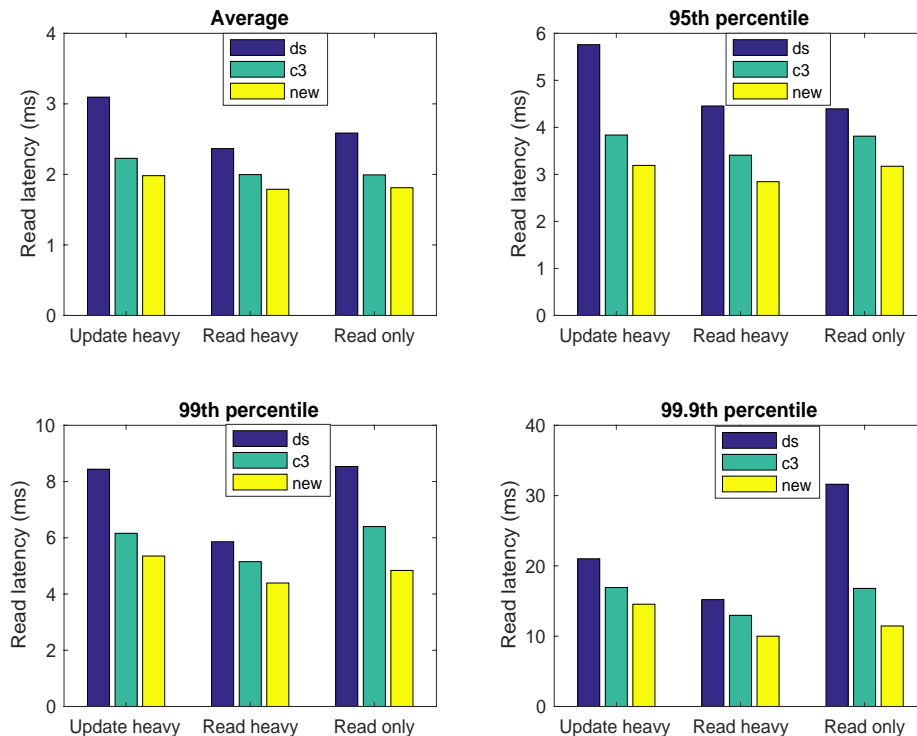 Average
Read latency (ms)
4
3
2
1
0
ds
c3
new
Update heavy Read heavy Read only
95th percentile
Read latency (ms)
6
5
4
3
2
1
0
ds
c3
new
Update heavy Read heavy Read only
99th percentile
Read latency (ms)
10
8
6
4
2
0
ds
c3
new
Update heavy Read heavy Read only
99.9th percentile
Read latency (ms)
40
30
20
10
0
ds
c3
new
Update heavy Read heavy Read only